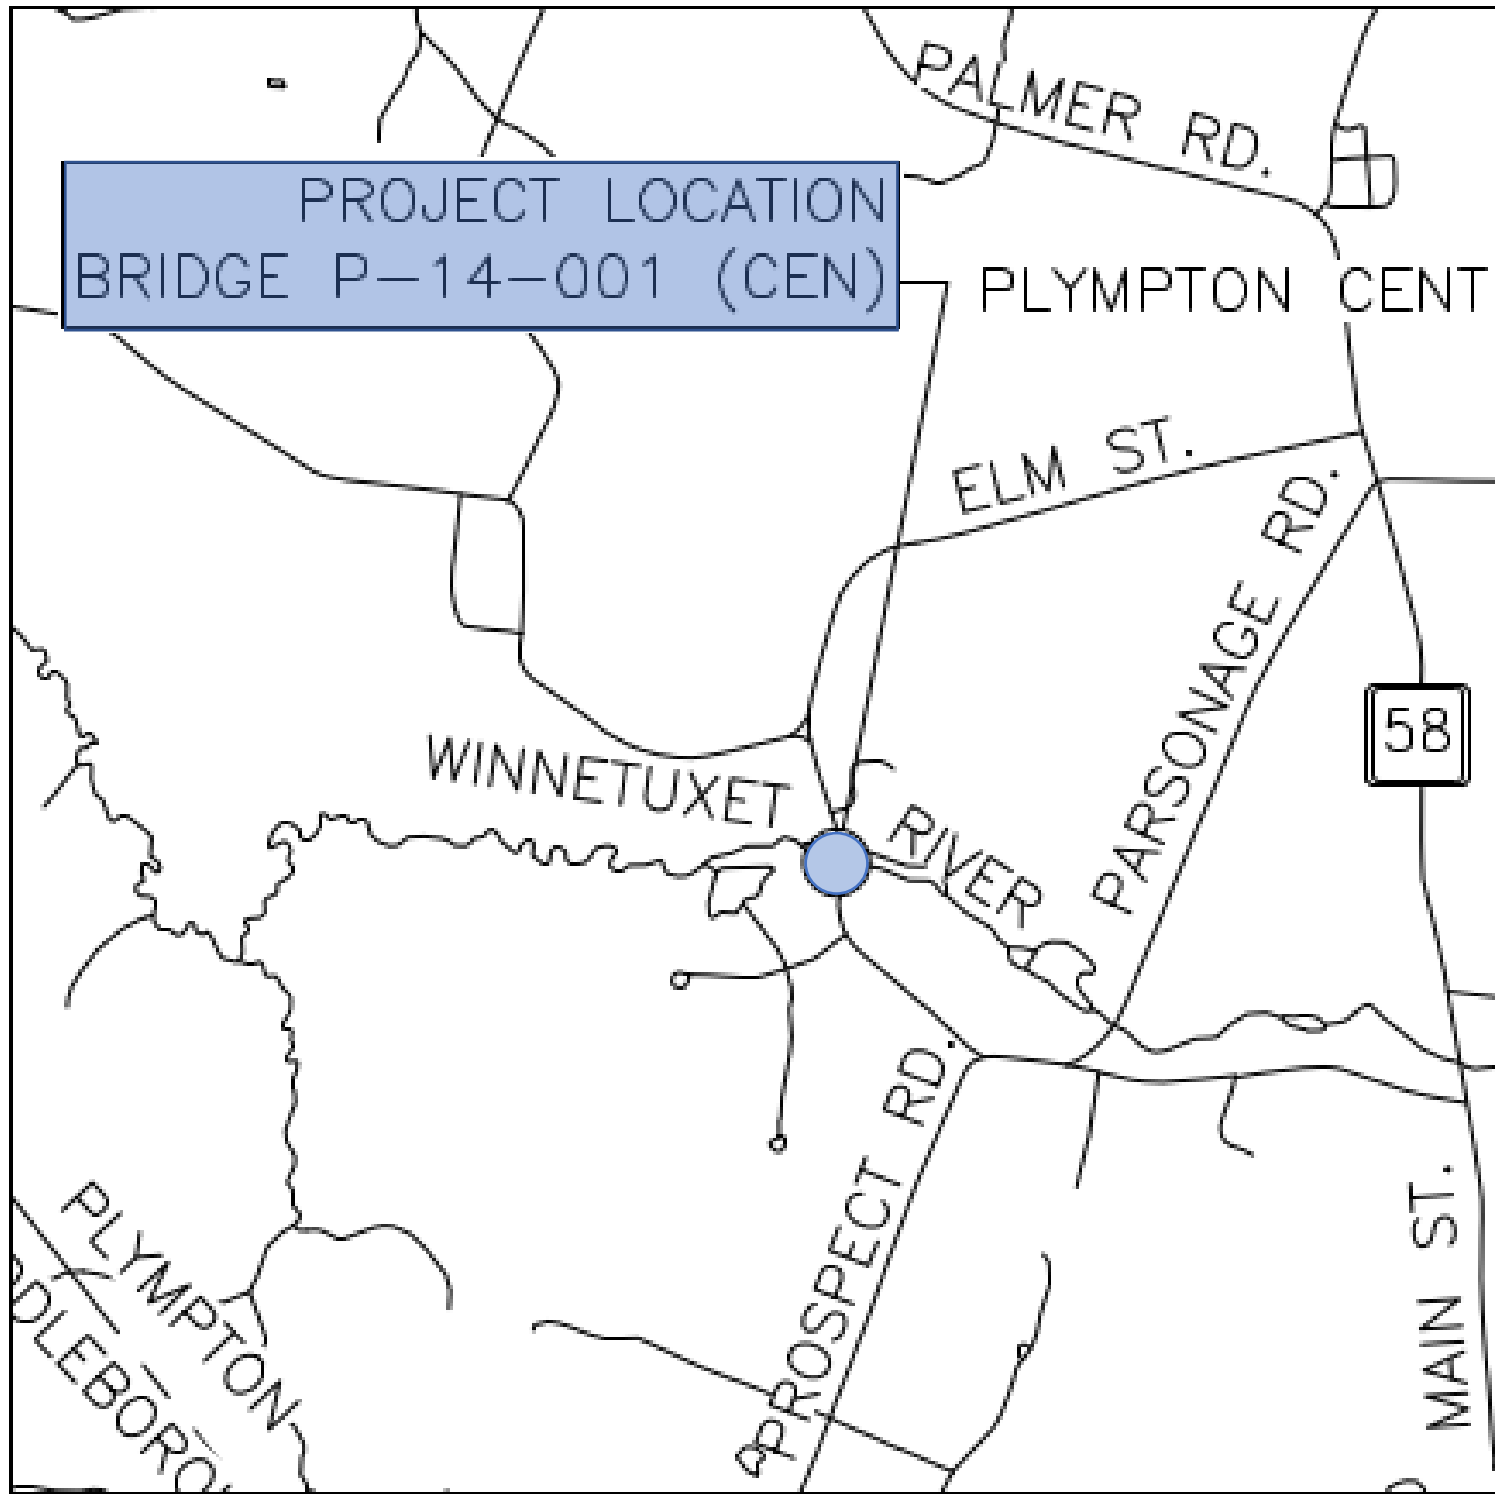 PALMER RD.
PROJECT LOCATION
BRIDGE P-14-001 (CEN)
PLYMPTON CENT
ELM ST.
PARSONAGE RD.
58
WINNETUXET
RIVER
PROSPECT RD.
MAIN ST.
PLYMPTON
DLEBORO